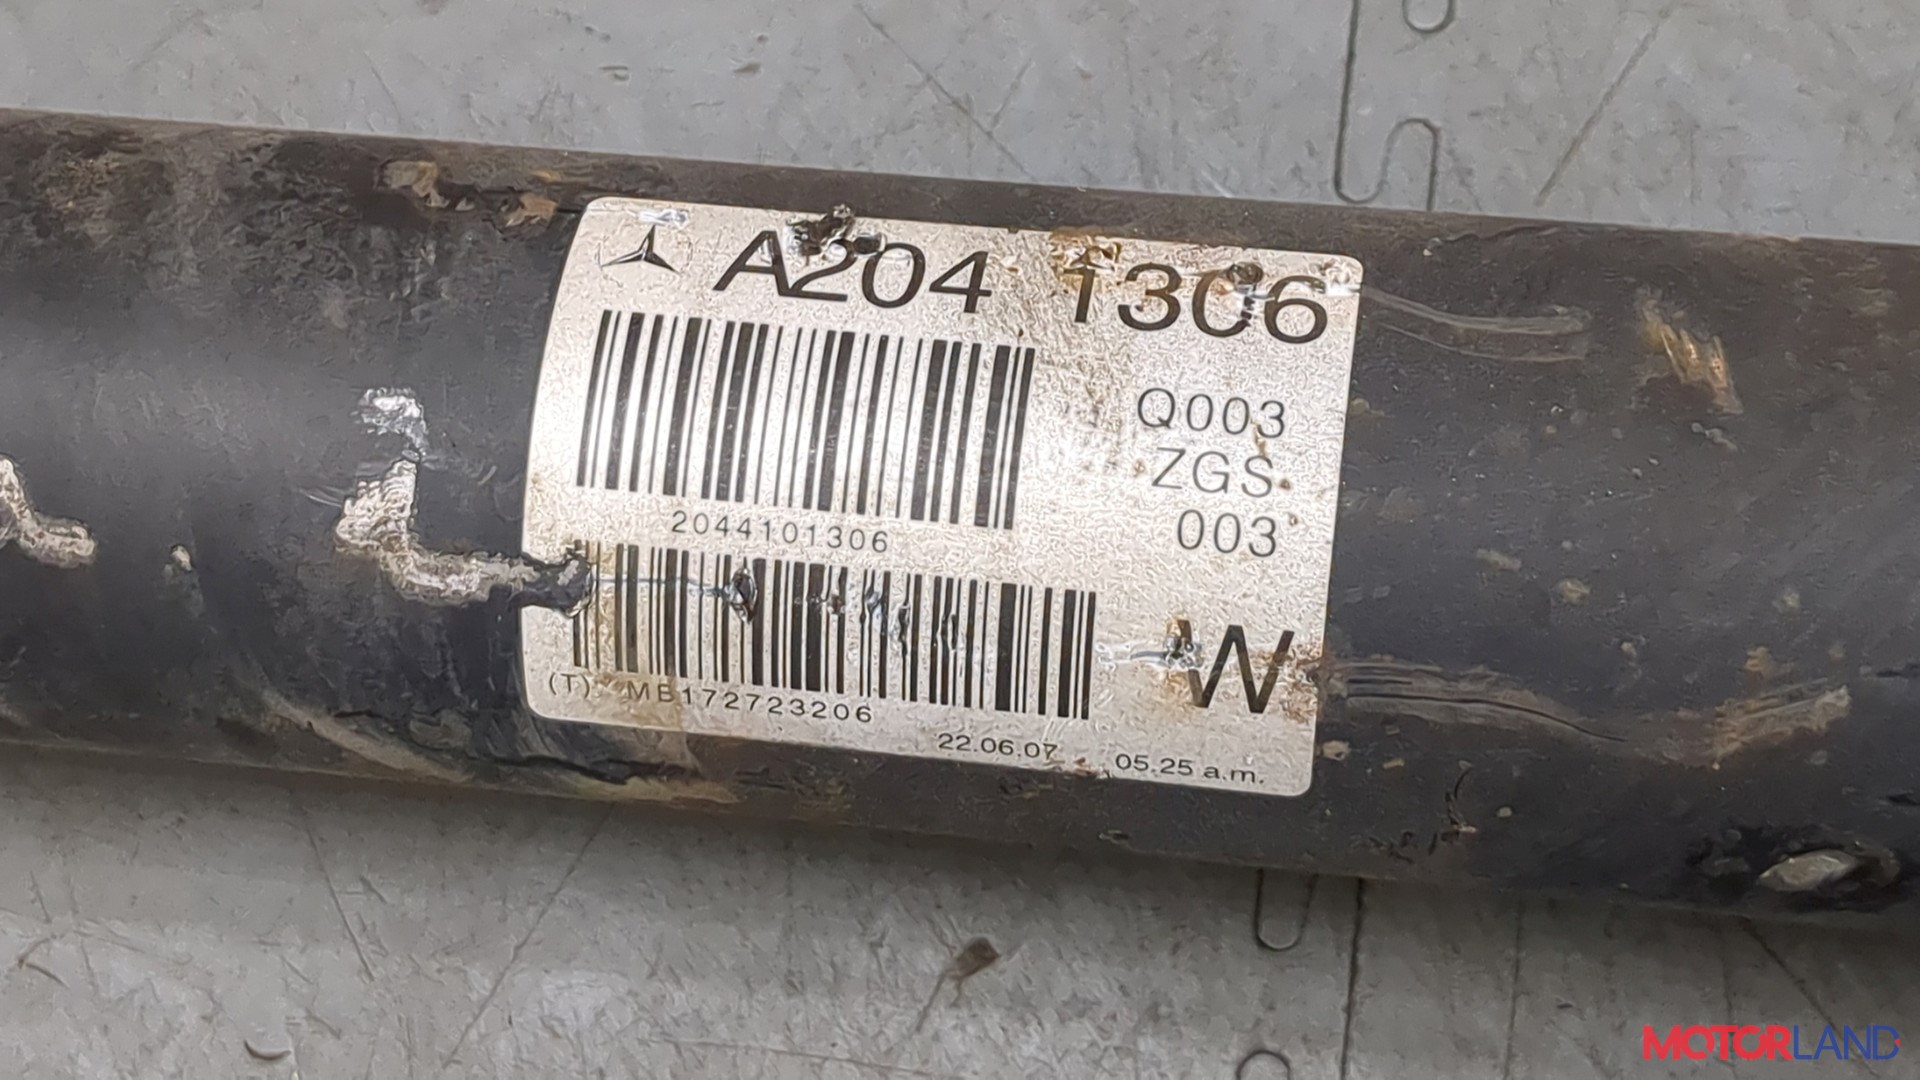 A204 1306
Q003
ZGS
003
2044101306
W
(T) MB172723206
22.06.07 05.25 a.m.
MOTORLAND